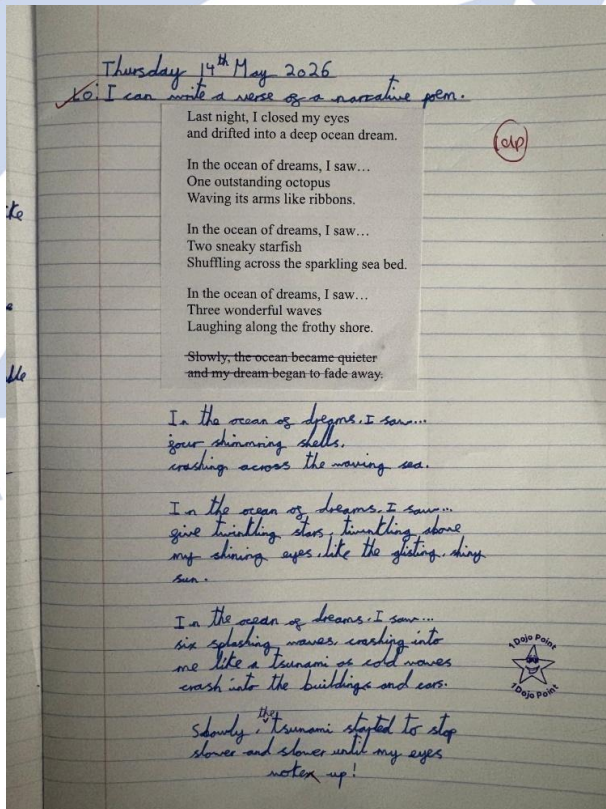 Thursday 14th May 2026
Lo: I can write a verse of a narrative poem.
1dp
Last night, I closed my eyes
and drifted into a deep ocean dream.
In the ocean of dreams, I saw…
One outstanding octopus
Waving its arms like ribbons.
In the ocean of dreams, I saw…
Two sneaky starfish
Shuffling across the sparkling sea bed.
In the ocean of dreams, I saw…
Three wonderful waves
Laughing along the frothy shore.
Slowly, the ocean became quieter
and my dream began to fade away.
In the ocean of dreams, I saw...
four shimmring shells,
crashing across the waving sea.
In the ocean of dreams, I saw...
five twinkling stars, twinkling above
my shining eyes, like the glisting, shiny
sun.
In the ocean of dreams, I saw...
six splashing waves crashing into
me like a tsunami as cold waves
crash into the buildings and cars.
Slowly, the tsunami started to stop
slower and slower until my eyes
up!
1 Dojo Point
1 Dojo Point
ke